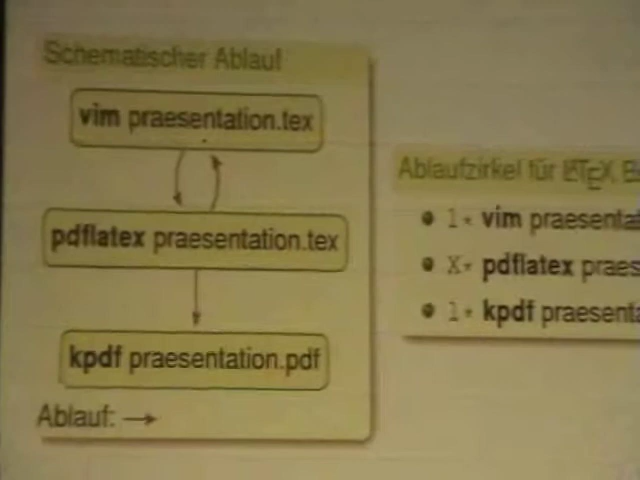 Schematischer Ablauf
vim praesentation.tex
pdflatex praesentation.tex
kpdf praesentation.pdf
Ablauf: →
Ablaufzirkel für LATEX
1* vim
X* pdflatex
1* kpdf